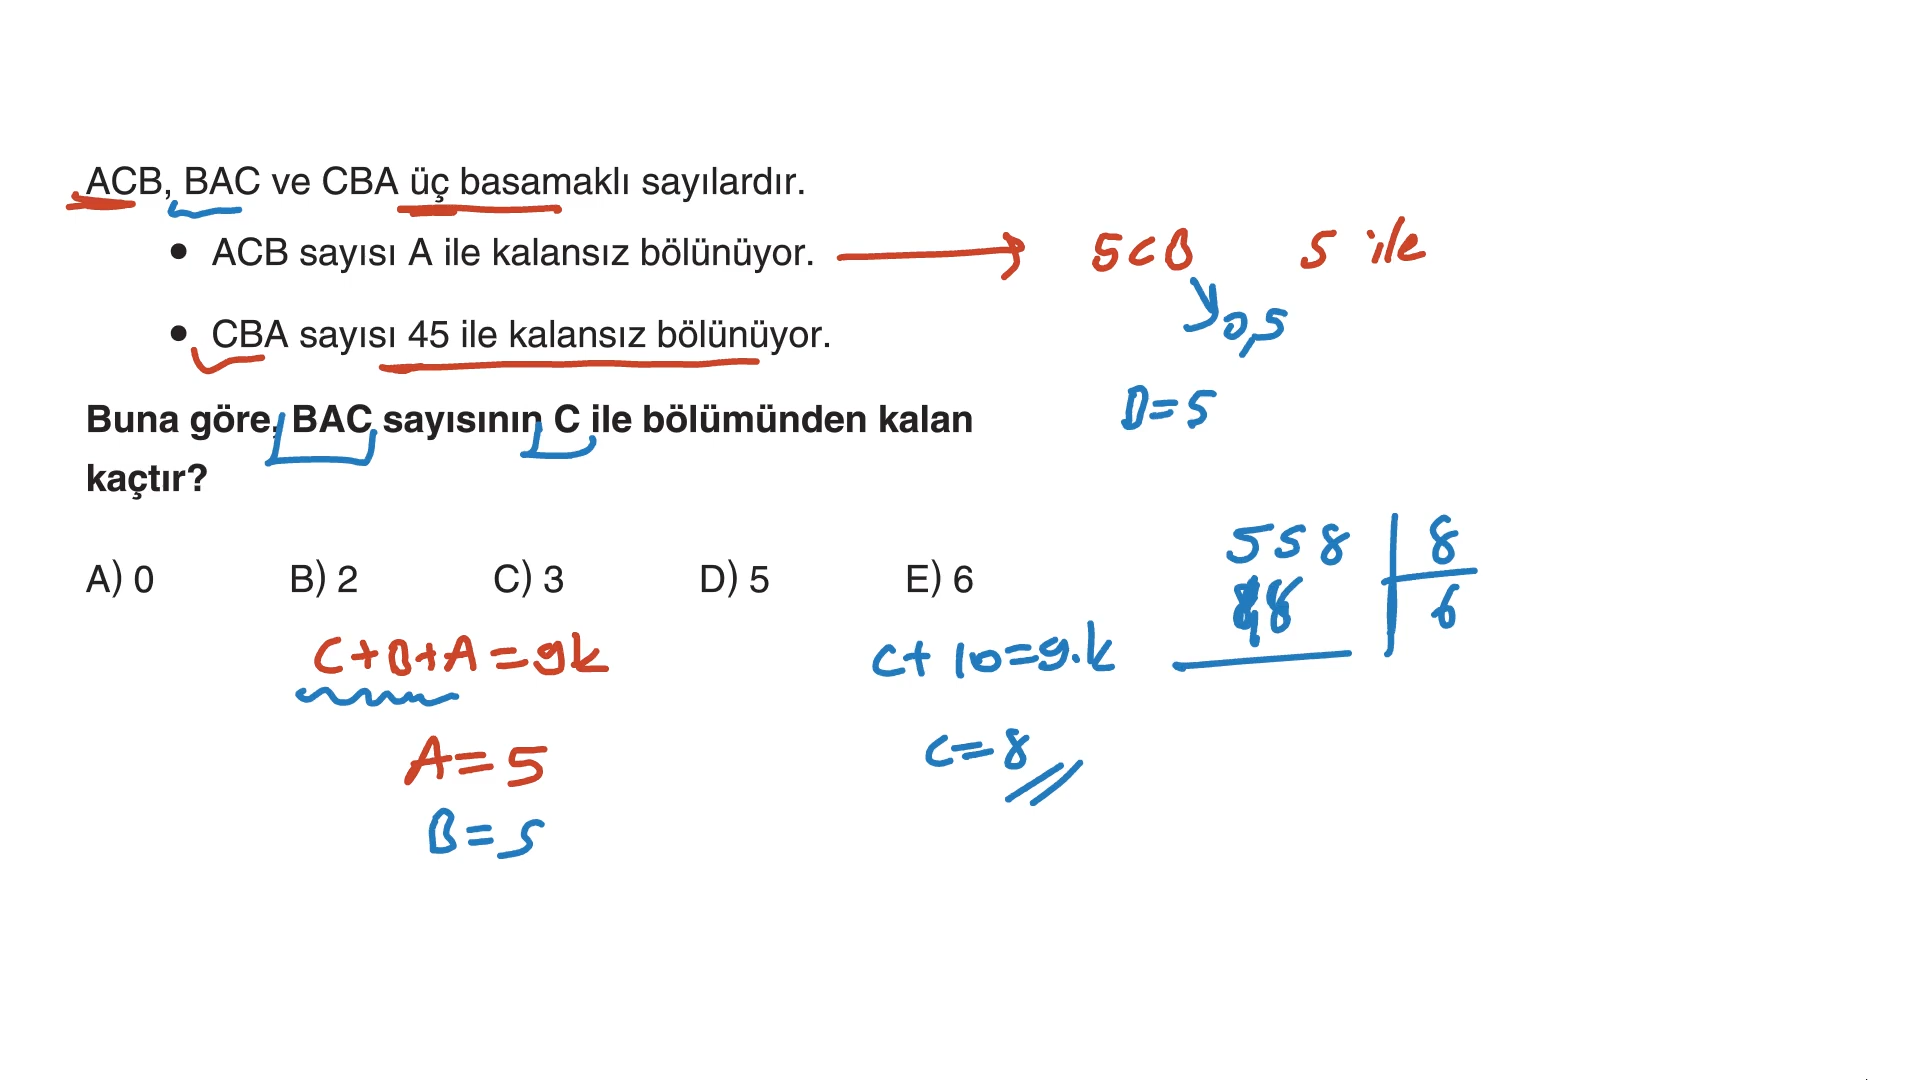 ACB, BAC ve CBA üç basamaklı sayılardır.
• ACB sayısı A ile kalansız bölünüyor.
5CB 5 ile
0,5
• CBA sayısı 45 ile kalansız bölünüyor.
B=5
Buna göre, BAC sayısının C ile bölümünden kalan
kaçtır?
A) 0 B) 2 C) 3 D) 5 E) 6
558 8
6
C+B+A=9k
C+10=9.k
A=5
C=8
B=5